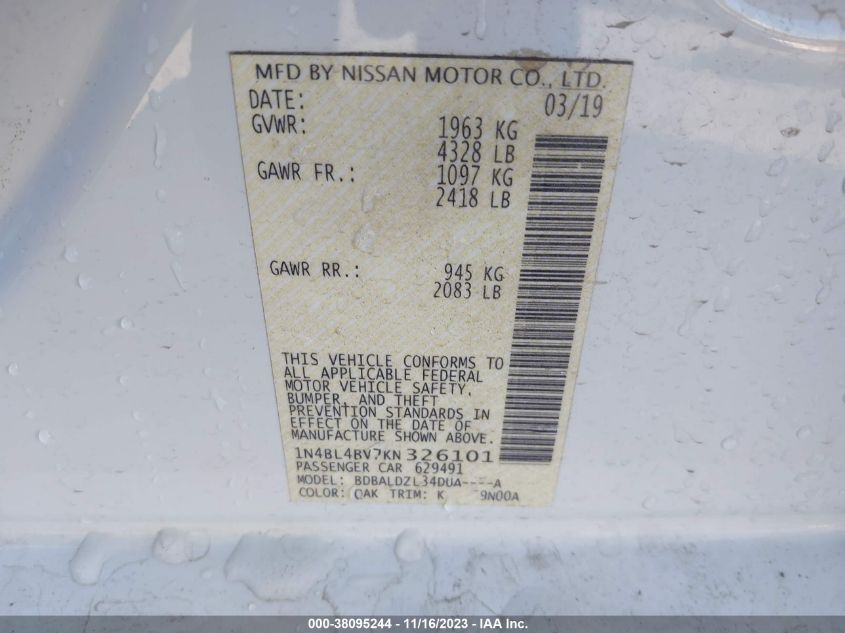 MFD BY NISSAN MOTOR CO., LTD.
DATE: 03/19
GVWR: 1963 KG
4328 LB
GAWR FR.: 1097 KG
2418 LB
GAWR RR.: 945 KG
2083 LB
THIS VEHICLE CONFORMS TO
ALL APPLICABLE FEDERAL
MOTOR VEHICLE SAFETY,
BUMPER, AND THEFT
PREVENTION STANDARDS IN
EFFECT ON THE DATE OF
MANUFACTURE SHOWN ABOVE.
1N4BL4BV7KN326101
PASSENGER CAR 629491
MODEL: BDBALDZL34DUA----A
COLOR: QAK TRIM: K 9N00A
000-38095244 - 11/16/2023 - IAA Inc.